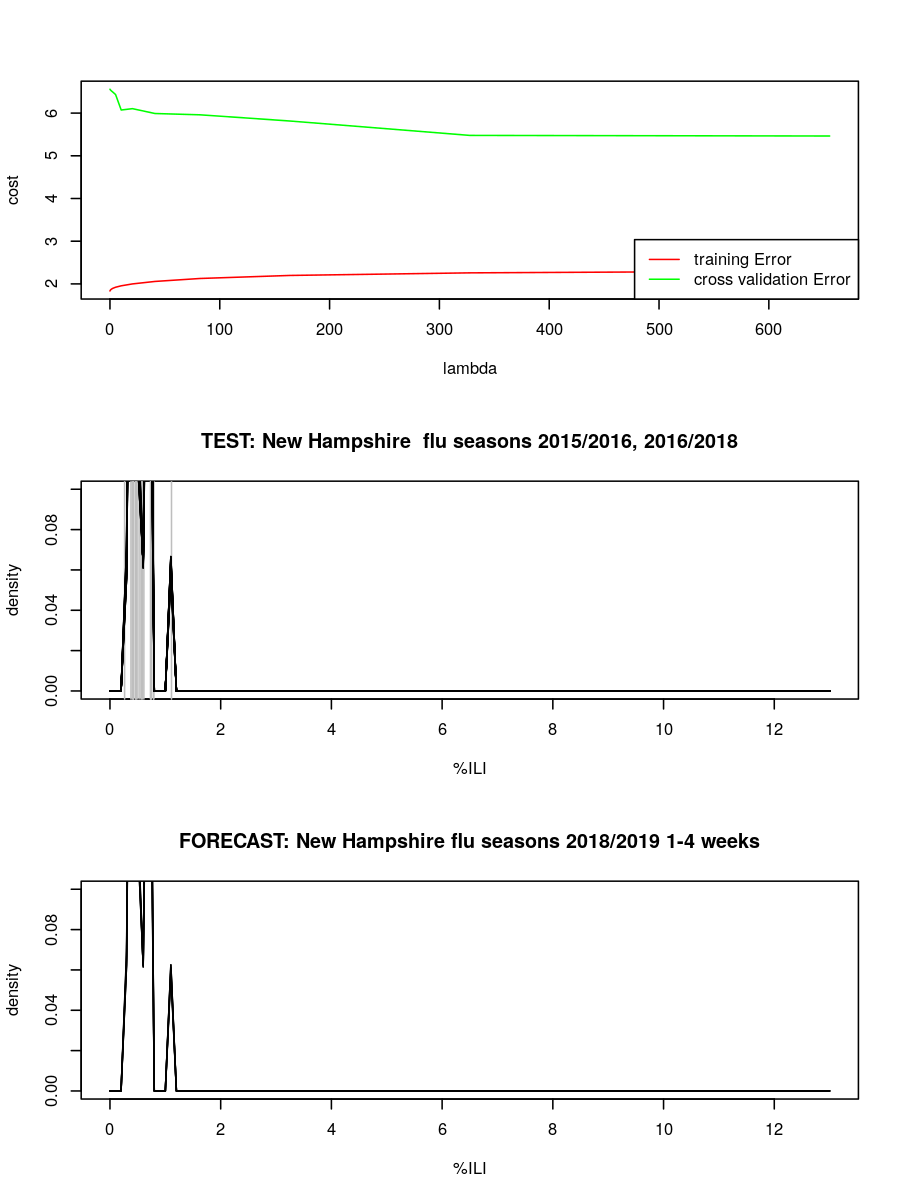 6
5
4
3
2
cost
training Error
cross validation Error
0 100 200 300 400 500 600
lambda
TEST: New Hampshire  flu seasons 2015/2016, 2016/2018
0.08
0.04
0.00
density
0 2 4 6 8 10 12
%ILI
FORECAST: New Hampshire flu seasons 2018/2019 1-4 weeks
0.08
0.04
0.00
density
0 2 4 6 8 10 12
%ILI